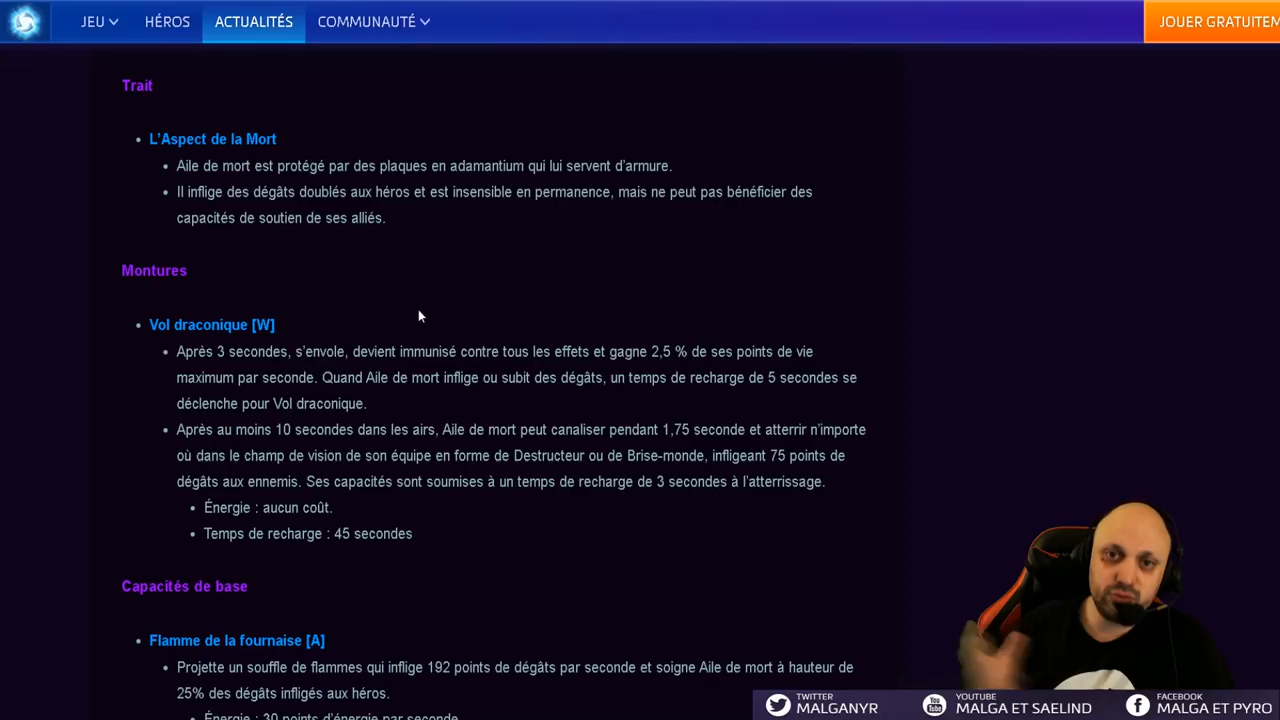 JEU HÉROS ACTUALITÉS COMMUNAUTÉ JOUER GRATUITEM
Trait
L'Aspect de la Mort
Aile de mort est protégé par des plaques en adamantium qui lui servent d'armure.
Il inflige des dégâts doublés aux héros et est insensible en permanence, mais ne peut pas bénéficier des
capacités de soutien de ses alliés.
Montures
Vol draconique [W]
Après 3 secondes, s'envole, devient immunisé contre tous les effets et gagne 2,5 % de ses points de vie
maximum par seconde. Quand Aile de mort inflige ou subit des dégâts, un temps de recharge de 5 secondes se
déclenche pour Vol draconique.
Après au moins 10 secondes dans les airs, Aile de mort peut canaliser pendant 1,75 seconde et atterrir n'importe
où dans le champ de vision de son équipe en forme de Destructeur ou de Brise-monde, infligeant 75 points de
dégâts aux ennemis. Ses capacités sont soumises à un temps de recharge de 3 secondes à l'atterrissage.
Énergie : aucun coût.
Temps de recharge : 45 secondes
Capacités de base
Flamme de la fournaise [A]
Projette un souffle de flammes qui inflige 192 points de dégâts par seconde et soigne Aile de mort à hauteur de
25% des dégâts infligés aux héros.
Énergie : 30 points d'énergie par seconde
TWITTER
MALGANYR
YOUTUBE
MALGA ET SAELIND
FACEBOOK
MALGA ET PYRO